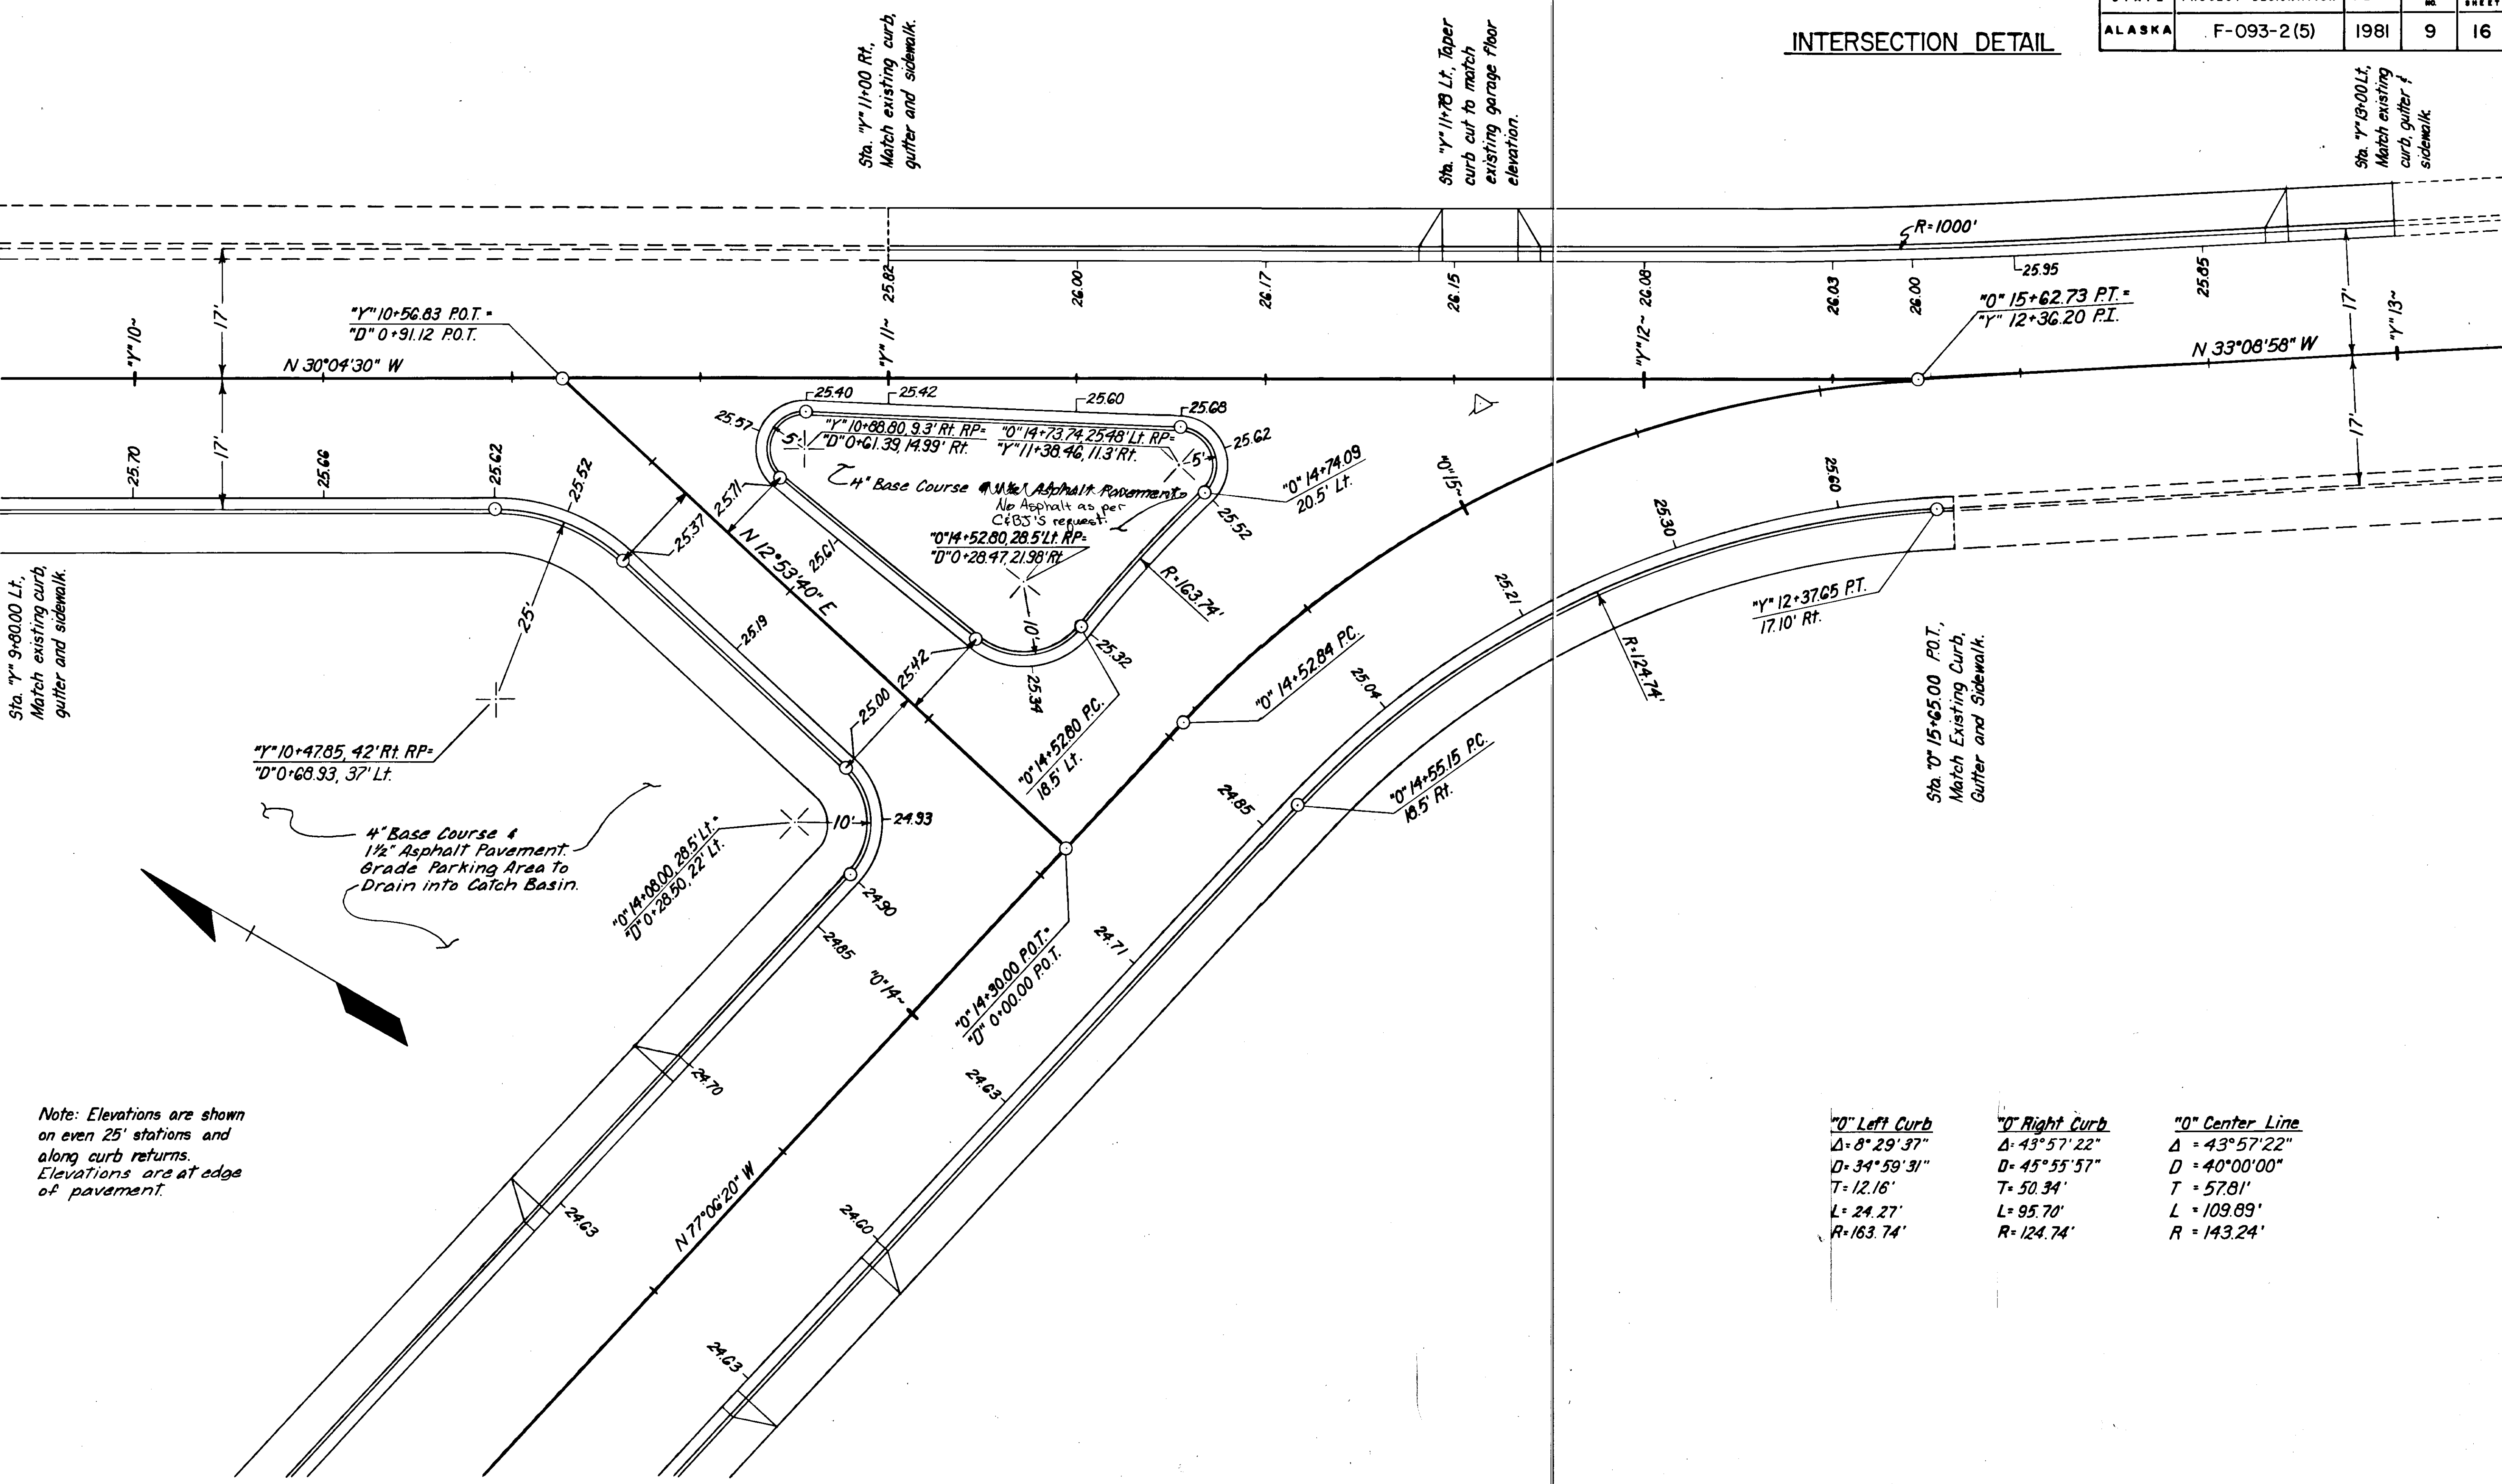 INTERSECTION DETAIL
ALASKA F-093-2(5) 1981 9 16
NO.
SHEET
Sta. "Y" 11+00 Rt.,
Match existing curb,
gutter and sidewalk.
Sta. "Y" 11+78 Lt., Taper
curb cut to match
existing garage floor
elevation.
Sta. "Y" 13+00 Lt.,
Match existing
curb, gutter &
sidewalk.
R=1000'
25.82
26.00
26.17
26.15
26.08
26.03
26.00
25.95
25.85
17'
17'
"Y" 10+56.83 P.O.T. =
"D" 0+91.12 P.O.T.
"O" 15+62.73 P.T. =
"Y" 12+36.20 P.I.
"Y" 10~
"Y" 11~
"Y" 12~
"Y" 13~
N 30°04'30" W
N 33°08'58" W
17'
17'
25.70
25.66
25.62
25.52
25.57
25.40
25.42
25.60
25.68
25.62
5'
"Y" 10+88.80, 9.3' Rt. RP=
"D" 0+61.39, 14.99' Rt.
"O" 14+73.74, 25.48' Lt. RP=
"Y" 11+38.46, 11.3' Rt.
5'
4" Base Course Asphalt Pavement
No Asphalt as per
C&BJ'S request.
"O" 14+52.80, 28.5' Lt. RP=
"D" 0+28.47, 21.98' Rt
"O" 14+74.09
20.5' Lt.
"O" 15~
25.60
25.30
25.52
25.71
25.37
N 12°53'40" E
25.61
R=163.74'
10'
25.32
25.34
25.21
R=124.74'
"Y" 12+37.65 P.T.
17.10' Rt.
Sta. "Y" 9+80.00 Lt.,
Match existing curb,
gutter and sidewalk.
25'
25.19
25.42
25.00
"O" 14+52.84 P.C.
25.04
"O" 14+52.80 P.C.
18.5' Lt.
Sta. "O" 15+65.00 P.O.T.,
Match Existing Curb,
Gutter and Sidewalk.
"Y" 10+47.85, 42' Rt. RP=
"D" 0+68.93, 37' Lt.
"O" 14+55.15 P.C.
18.5' Rt.
24.85
10'
24.93
4" Base Course &
1½" Asphalt Pavement.
Grade Parking Area to
Drain into Catch Basin.
"O" 14+08.00, 28.5' Lt. =
"D" 0+28.50, 22' Lt.
24.90
24.85
"O" 14~
"O" 14+30.00 P.O.T. =
"D" 0+00.00 P.O.T.
24.71
24.70
24.63
Note: Elevations are shown
on even 25' stations and
along curb returns.
Elevations are at edge
of pavement.
24.63
N 77°06'20" W
24.60
24.63
"O" Left Curb
Δ= 8°29'37"
D= 34°59'31"
T= 12.16'
L= 24.27'
R= 163.74'
"O" Right Curb
Δ= 43°57'22"
D= 45°55'57"
T= 50.34'
L= 95.70'
R= 124.74'
"O" Center Line
Δ = 43°57'22"
D = 40°00'00"
T = 57.81'
L = 109.89'
R = 143.24'